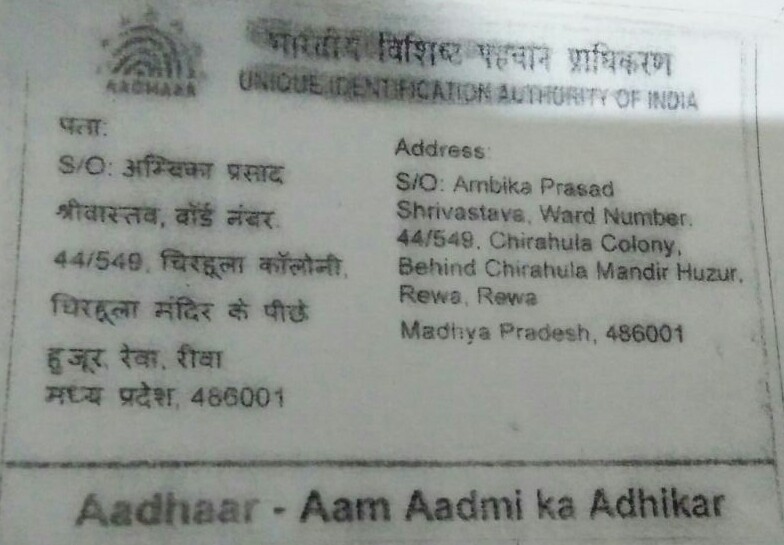 AADHAAR
भारतीय विशिष्ट पहचान प्राधिकरण
UNIQUE IDENTIFICATION AUTHORITY OF INDIA
पता:
S/O: अम्बिका प्रसाद
श्रीवास्तव, वॉर्ड नंबर.
44/549, चिरहूला कॉलोनी,
चिरहूला मंदिर के पीछे
हुजूर, रेवा, रीवा
मध्य प्रदेश, 486001
Address:
S/O: Ambika Prasad
Shrivastava, Ward Number.
44/549, Chirahula Colony,
Behind Chirahula Mandir Huzur,
Rewa, Rewa
Madhya Pradesh, 486001
Aadhaar - Aam Aadmi ka Adhikar